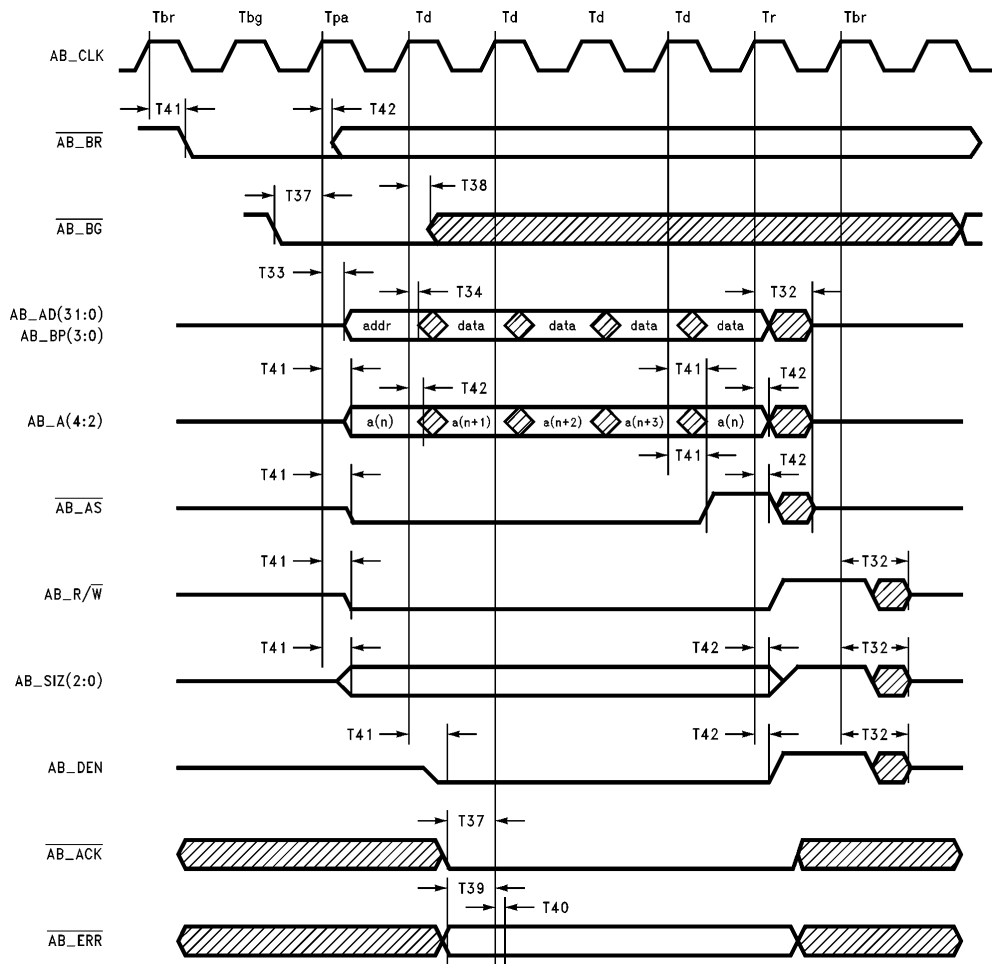 Tbr Tbg Tpa Td Td Td Td Tr Tbr
AB_CLK
T41 T42
AB_BR
T37 T38
AB_BG
T33 T34 T32
AB_AD(31:0)
AB_BP(3:0)
addr data data data data
T41 T42 T41 T42
AB_A(4:2)
a(n) a(n+1) a(n+2) a(n+3) a(n)
T41 T41 T42
AB_AS
T41 T32
AB_R/W
T41 T42 T32
AB_SIZ(2:0)
T41 T42 T32
AB_DEN
T37
AB_ACK
T39
T40
AB_ERR